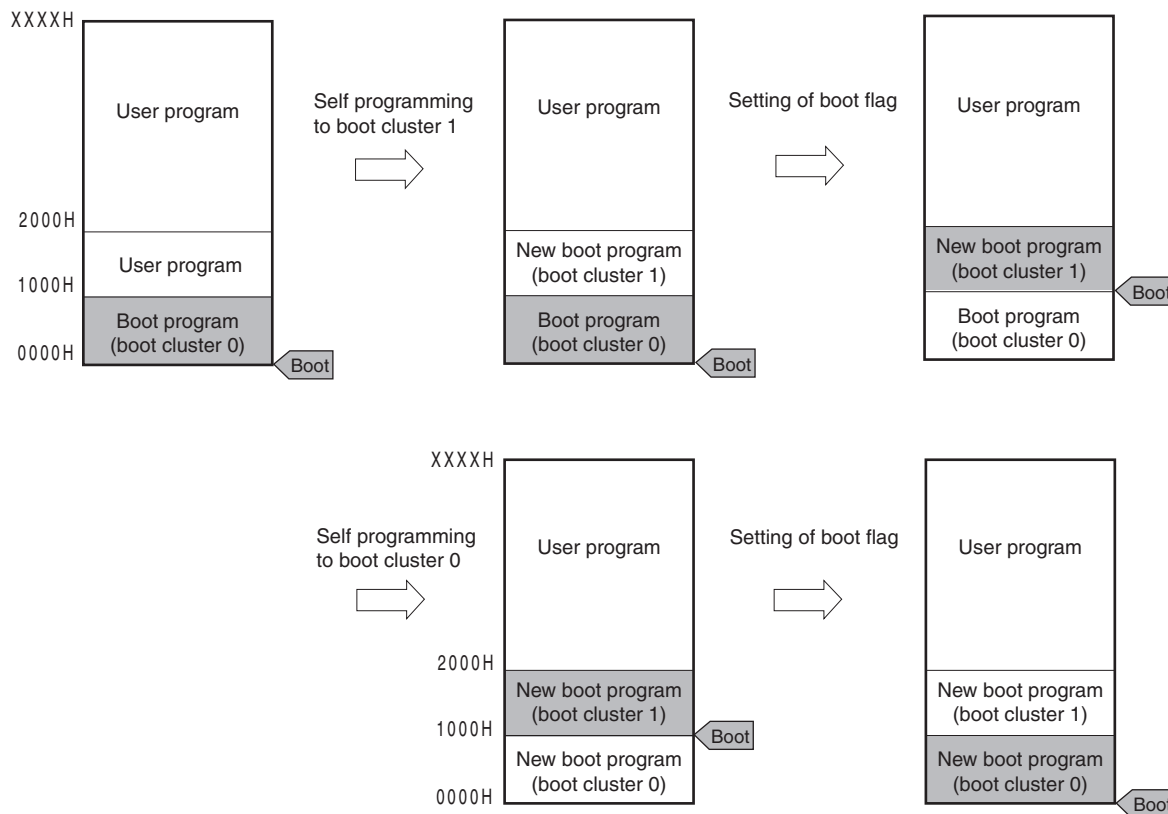 XXXXH
User program
2000H
User program
1000H
Boot program
(boot cluster 0)
0000H
Boot
Self programming
to boot cluster 1
User program
New boot program
(boot cluster 1)
Boot program
(boot cluster 0)
Boot
Setting of boot flag
User program
New boot program
(boot cluster 1)
Boot
Boot program
(boot cluster 0)
Self programming
to boot cluster 0
XXXXH
User program
2000H
New boot program
(boot cluster 1)
1000H
Boot
New boot program
(boot cluster 0)
0000H
Setting of boot flag
User program
New boot program
(boot cluster 1)
New boot program
(boot cluster 0)
Boot